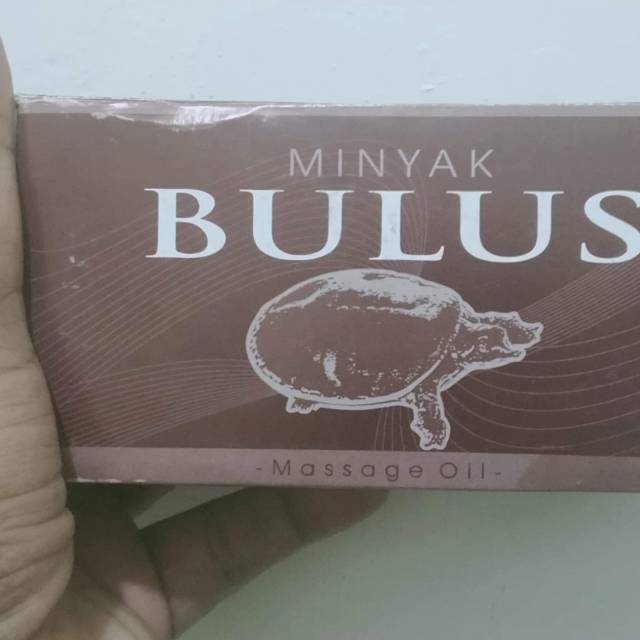 MINYAK
BULUS
-Massage Oil-